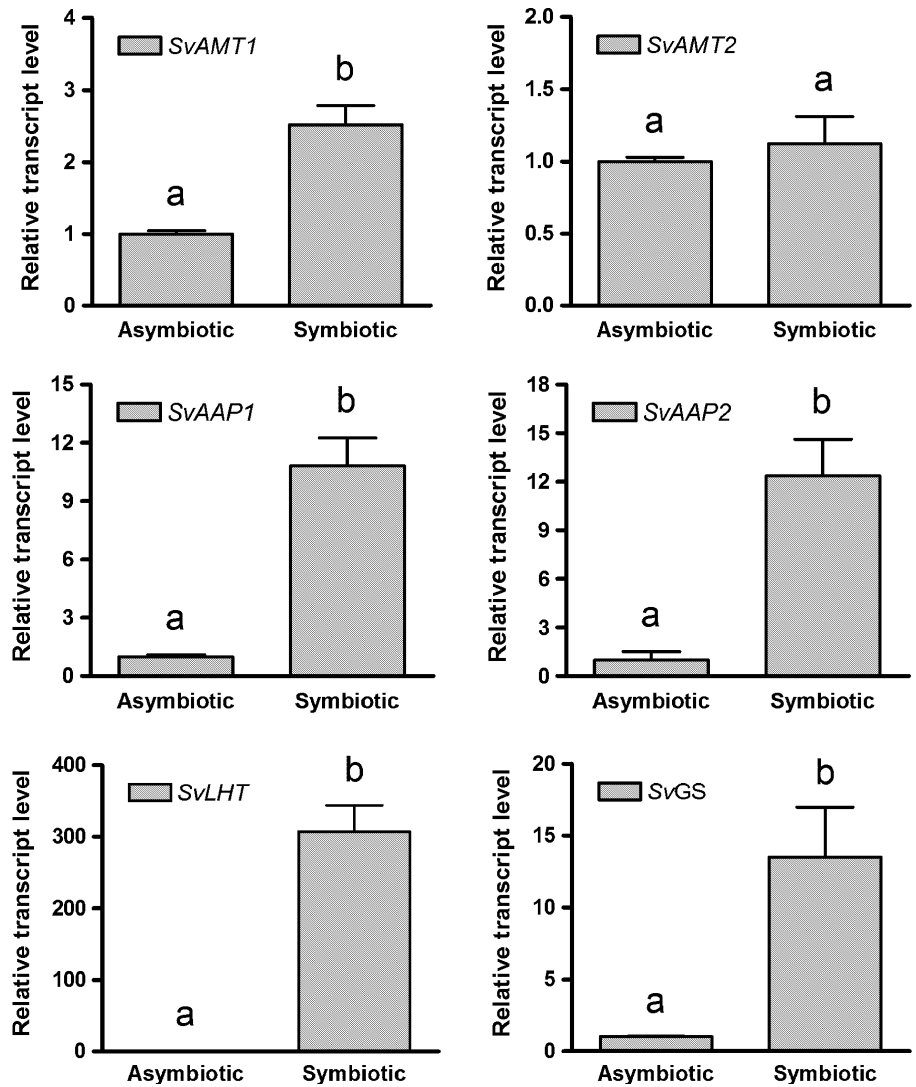 Relative transcript level
4
3
2
1
0
SvAMT1
a
b
Asymbiotic
Symbiotic
Relative transcript level
2.0
1.5
1.0
0.5
0.0
SvAMT2
a
a
Asymbiotic
Symbiotic
Relative transcript level
15
12
9
6
3
0
SvAAP1
a
b
Asymbiotic
Symbiotic
Relative transcript level
18
15
12
9
6
3
0
SvAAP2
a
b
Asymbiotic
Symbiotic
Relative transcript level
400
300
200
100
0
SvLHT
a
b
Asymbiotic
Symbiotic
Relative transcript level
20
15
10
5
0
SvGS
a
b
Asymbiotic
Symbiotic